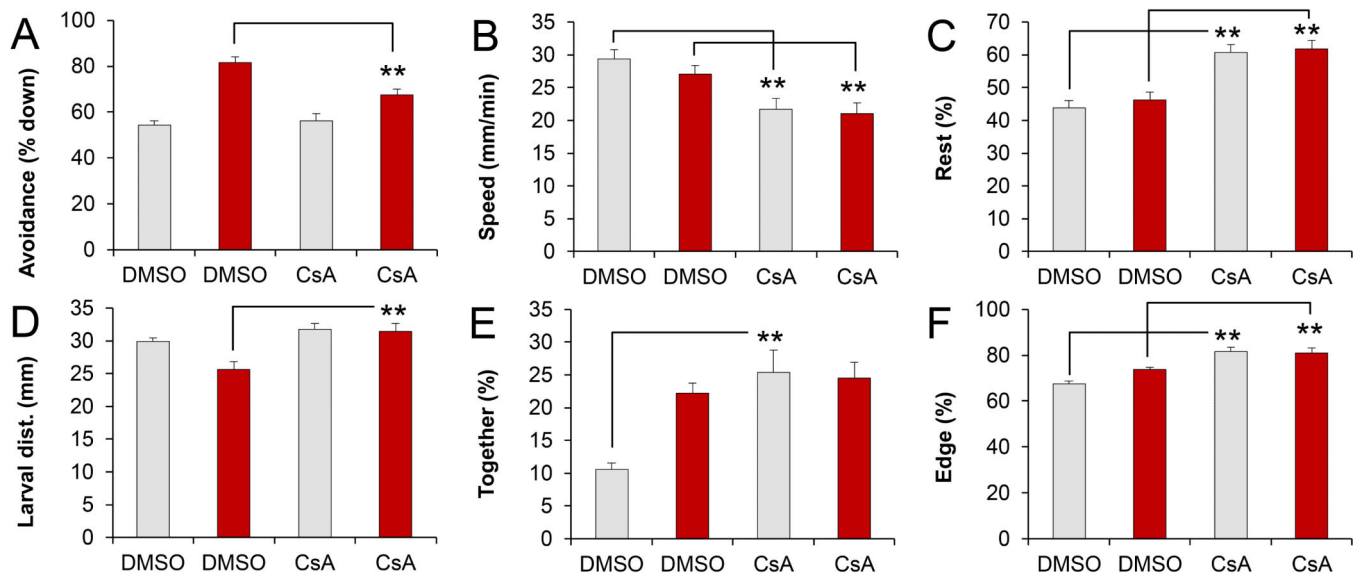 A
Avoidance (% down)
100
80
60
40
20
0
**
DMSO DMSO CsA CsA
B
Speed (mm/min)
35
30
25
20
15
10
5
0
** **
DMSO DMSO CsA CsA
C
Rest (%)
70
60
50
40
30
20
10
0
** **
DMSO DMSO CsA CsA
D
Larval dist. (mm)
35
30
25
20
15
10
5
0
**
DMSO DMSO CsA CsA
E
Together (%)
35
30
25
20
15
10
5
0
**
DMSO DMSO CsA CsA
F
Edge (%)
100
80
60
40
20
0
** **
DMSO DMSO CsA CsA